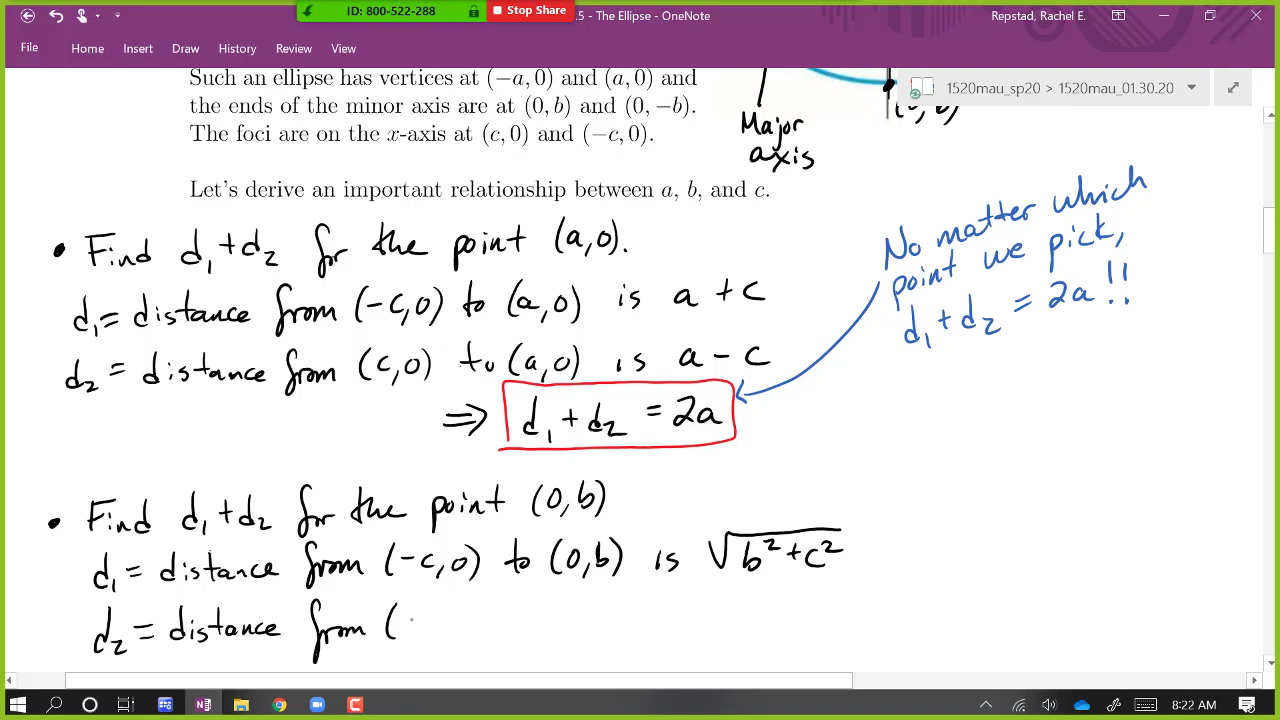 ID: 800-522-288 Stop Share
.5 - The Ellipse - OneNote
Repstad, Rachel E.
File Home Insert Draw History Review View
1520mau_sp20 > 1520mau_01.30.20
Such an ellipse has vertices at (−a, 0) and (a, 0) and
the ends of the minor axis are at (0, b) and (0, −b).
The foci are on the x-axis at (c, 0) and (−c, 0).
Major
axis
Let's derive an important relationship between a, b, and c.
• Find d₁+d₂ for the point (a,0).
d₁= distance from (-c,0) to (a,0) is a + c
d₂ = distance from (c,0) to (a,0) is a - c
⇒ d₁ + d₂ = 2a
No matter which
point we pick,
d₁ + d₂ = 2a !!
• Find d₁+d₂ for the point (0,b)
d₁ = distance from (-c,0) to (0,b) is √(b²+c²)
d₂ = distance from (
8:22 AM